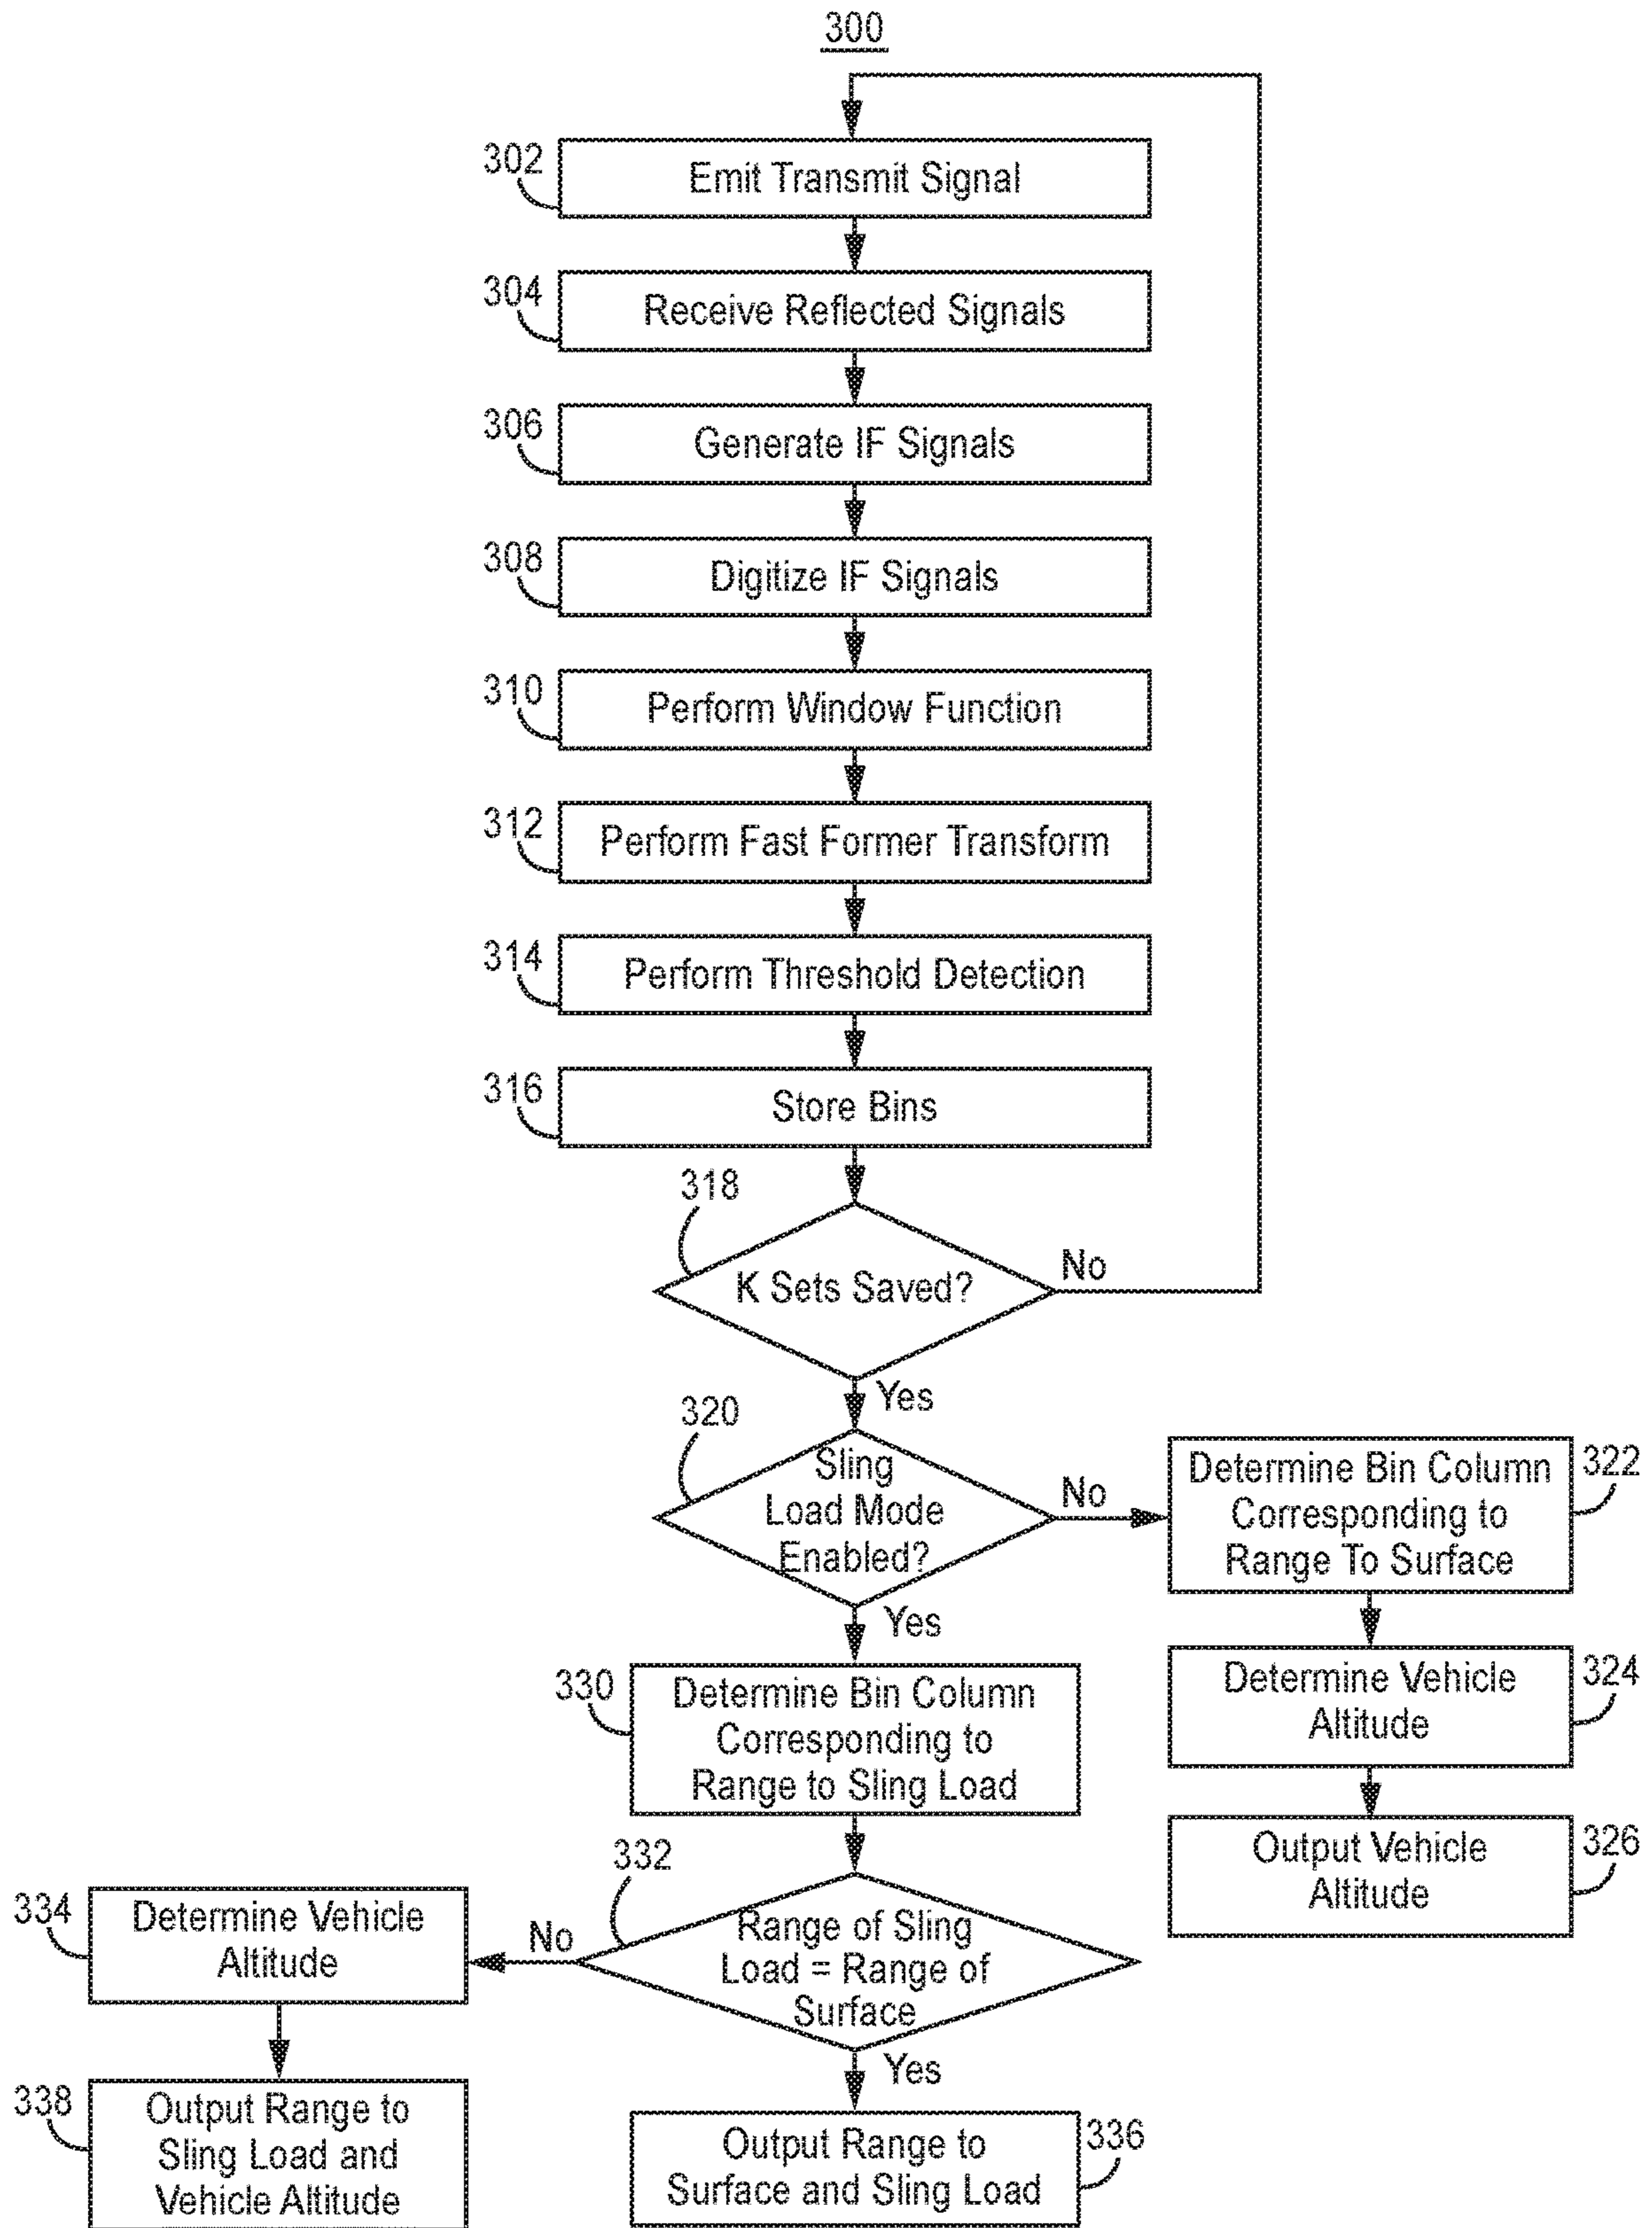 300
302
Emit Transmit Signal
304
Receive Reflected Signals
306
Generate IF Signals
308
Digitize IF Signals
310
Perform Window Function
312
Perform Fast Former Transform
314
Perform Threshold Detection
316
Store Bins
318
K Sets Saved?
No
Yes
320
Sling
Load Mode
Enabled?
No
322
Determine Bin Column
Corresponding to
Range To Surface
Yes
324
Determine Vehicle
Altitude
330
Determine Bin Column
Corresponding to
Range to Sling Load
326
Output Vehicle
Altitude
332
Range of Sling
Load = Range of
Surface
No
334
Determine Vehicle
Altitude
Yes
338
Output Range to
Sling Load and
Vehicle Altitude
336
Output Range to
Surface and Sling Load